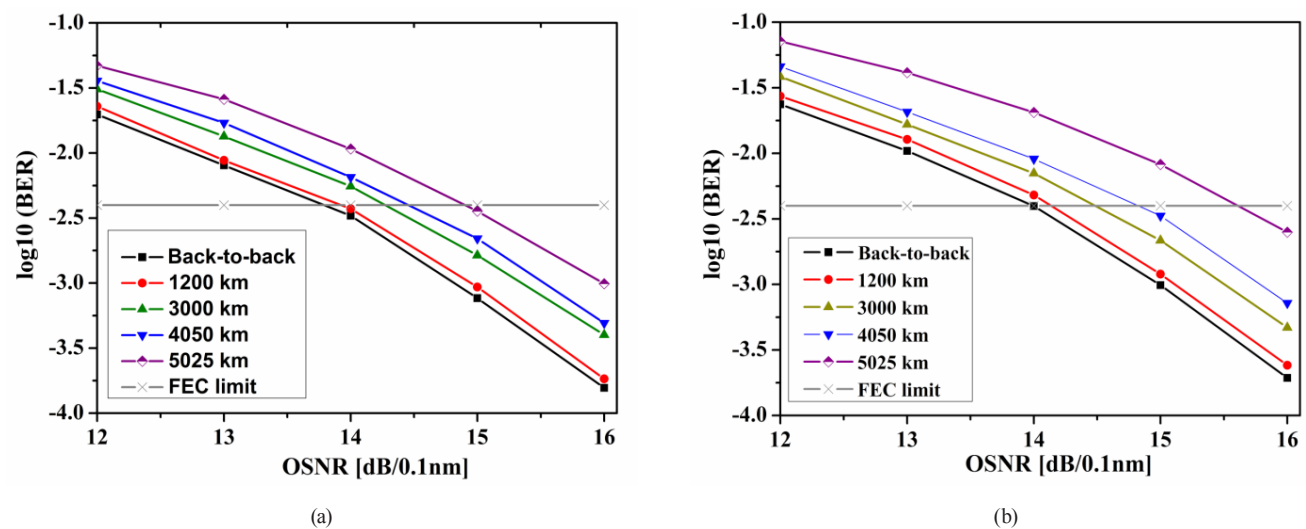 -1.0
-1.5
-2.0
-2.5
-3.0
-3.5
-4.0
log10 (BER)
Back-to-back
1200 km
3000 km
4050 km
5025 km
FEC limit
12 13 14 15 16
OSNR [dB/0.1nm]
(a)
-1.0
-1.5
-2.0
-2.5
-3.0
-3.5
-4.0
log10 (BER)
Back-to-back
1200 km
3000 km
4050 km
5025 km
FEC limit
12 13 14 15 16
OSNR [dB/0.1nm]
(b)